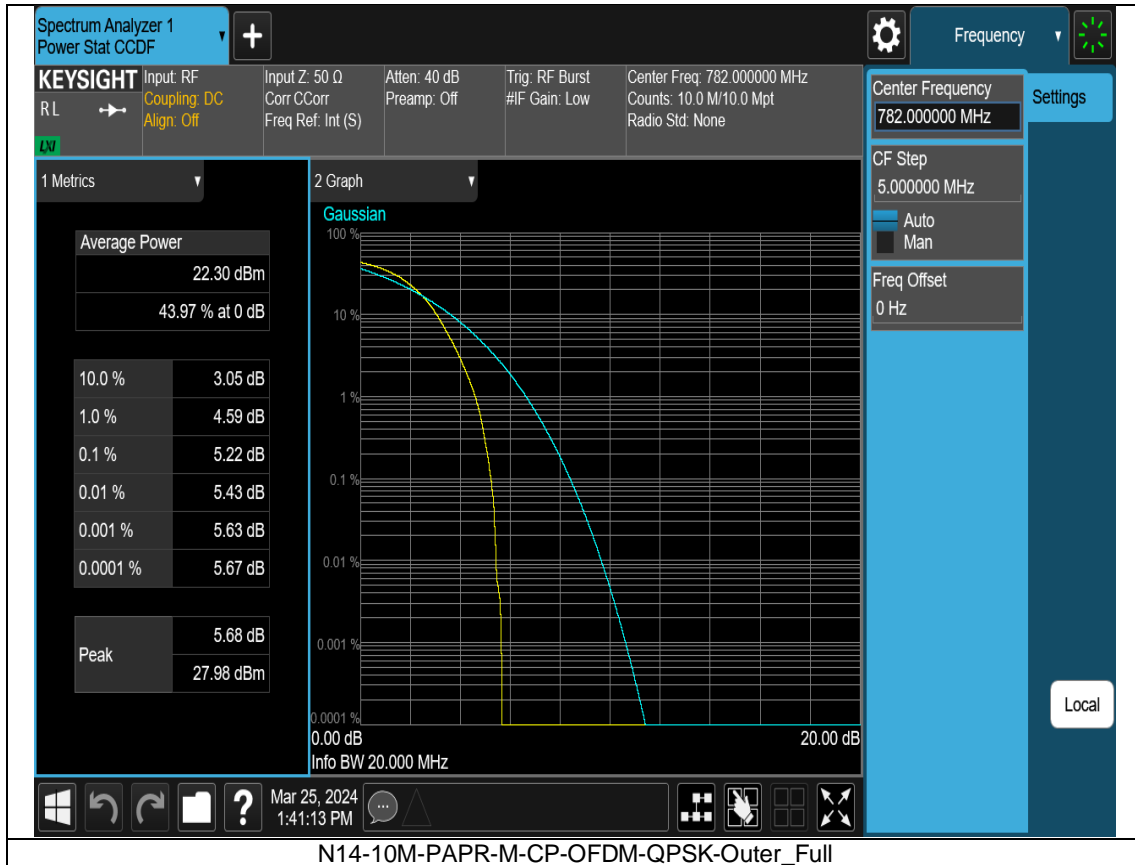 Spectrum Analyzer 1
Power Stat CCDF
+
Frequency
KEYSIGHT
RL
LXI
Input: RF
Coupling: DC
Align: Off
Input Z: 50 Ω
Corr CCorr
Freq Ref: Int (S)
Atten: 40 dB
Preamp: Off
Trig: RF Burst
#IF Gain: Low
Center Freq: 782.000000 MHz
Counts: 10.0 M/10.0 Mpt
Radio Std: None
Center Frequency
782.000000 MHz
Settings
CF Step
5.000000 MHz
Auto
Man
Freq Offset
0 Hz
1 Metrics
Average Power
22.30 dBm
43.97 % at 0 dB
10.0 % 3.05 dB
1.0 % 4.59 dB
0.1 % 5.22 dB
0.01 % 5.43 dB
0.001 % 5.63 dB
0.0001 % 5.67 dB
Peak
5.68 dB
27.98 dBm
2 Graph
Gaussian
100 %
10 %
1 %
0.1 %
0.01 %
0.001 %
0.0001 %
0.00 dB 20.00 dB
Info BW 20.000 MHz
Local
?
Mar 25, 2024
1:41:13 PM
N14-10M-PAPR-M-CP-OFDM-QPSK-Outer_Full